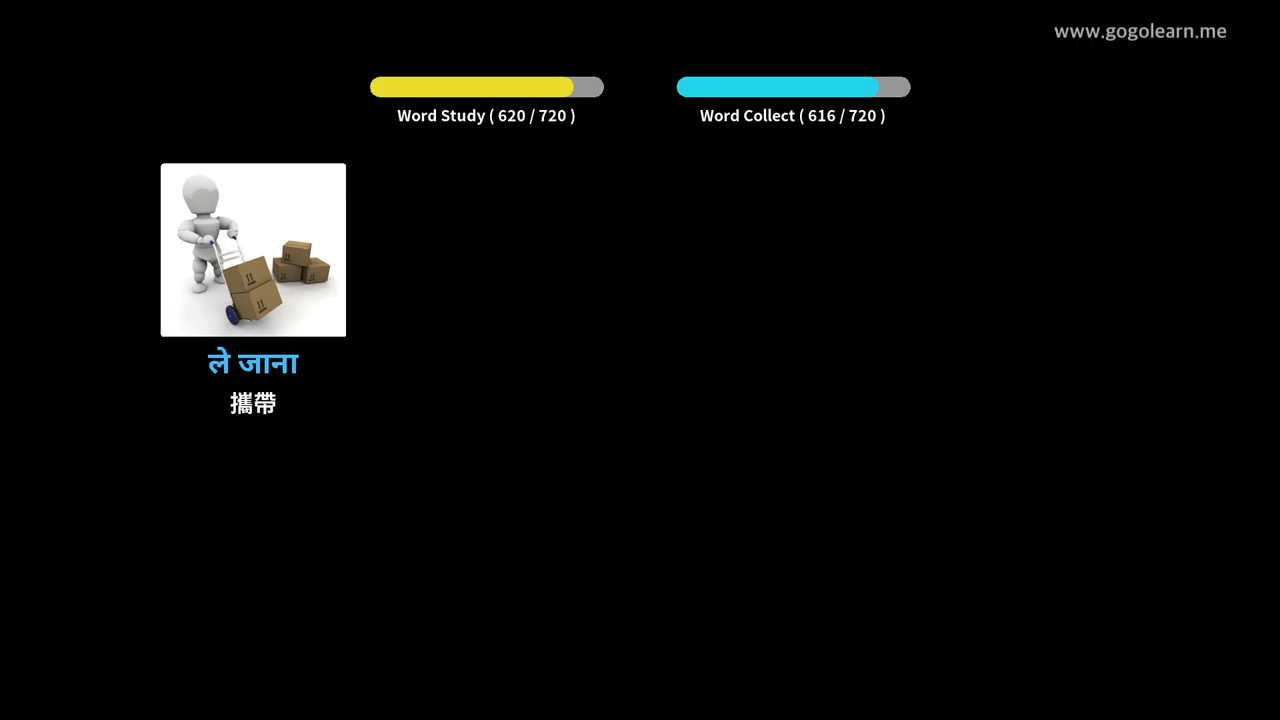 www.gogolearn.me
Word Study ( 620 / 720 )
Word Collect ( 616 / 720 )
ले जाना
攜帶